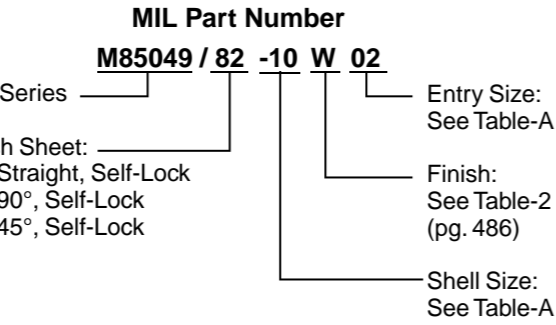 MIL Part Number
M85049 / 82 -10 W 02
Series
Entry Size:
See Table-A
h Sheet:
Straight, Self-Lock
90°, Self-Lock
45°, Self-Lock
Finish:
See Table-2
(pg. 486)
Shell Size:
See Table-A